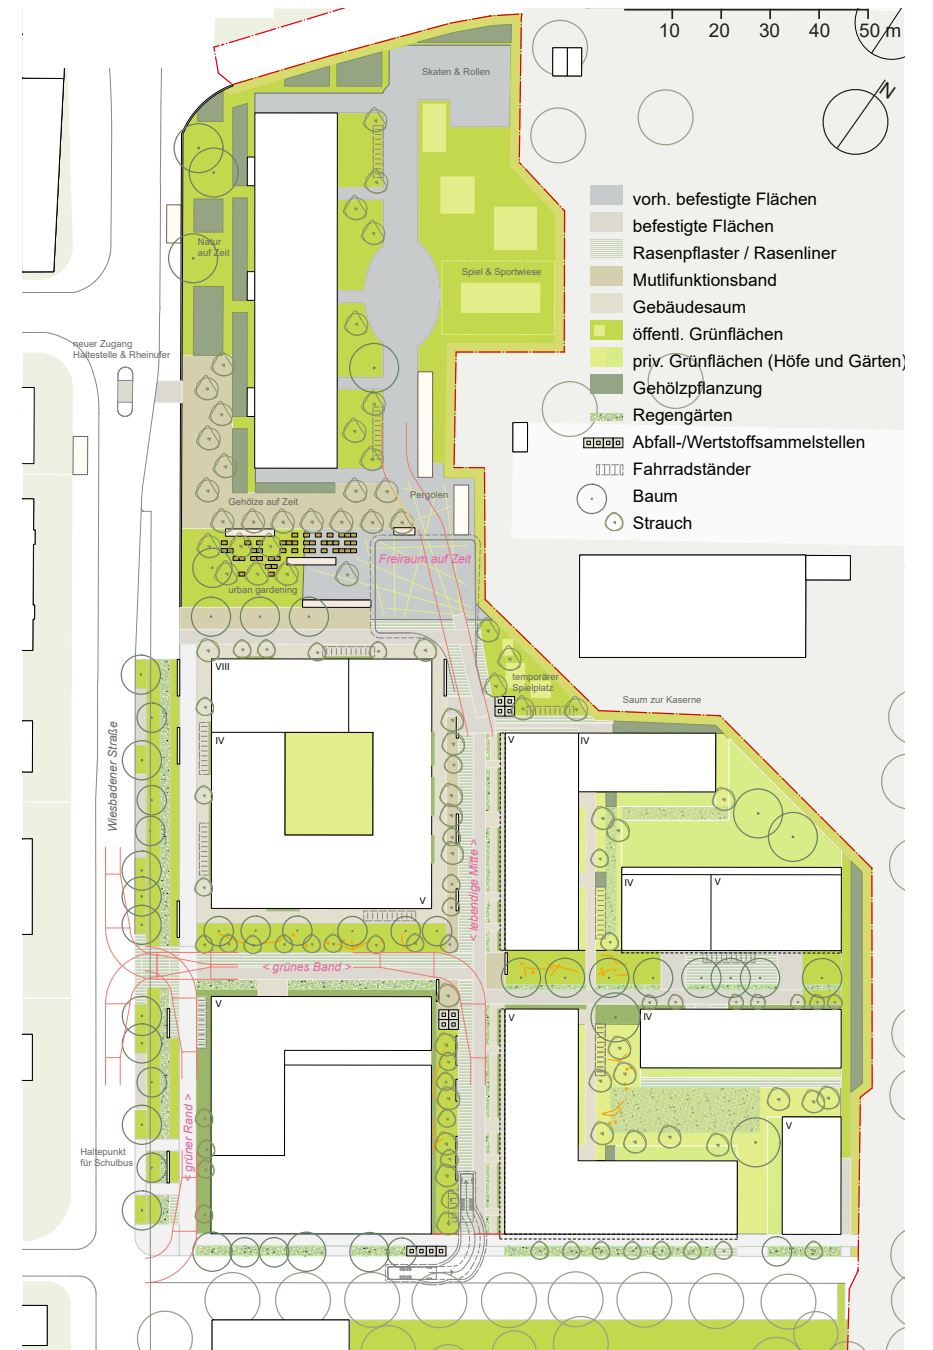 10 20 30 40 50 m
N
Skaten & Rollen
vorh. befestigte Flächen
befestigte Flächen
Rasenpflaster / Rasenliner
Mutlifunktionsband
Gebäudesaum
öffentl. Grünflächen
priv. Grünflächen (Höfe und Gärten)
Gehölzpflanzung
Regengärten
Abfall-/Wertstoffsammelstellen
Fahrradständer
Baum
Strauch
Natur
auf Zeit
Spiel & Sportwiese
neuer Zugang
Haltestelle & Rheinufer
Gehölze auf Zeit
Pergolen
Freiraum auf Zeit
urban gardening
temporärer
Spielplatz
Saum zur Kaserne
VIII
IV
V
V
IV
IV
V
Wiesbadener Straße
< lebendige Mitte >
< grünes Band >
V
V
IV
V
< grüner Rand >
Haltepunkt
für Schulbus